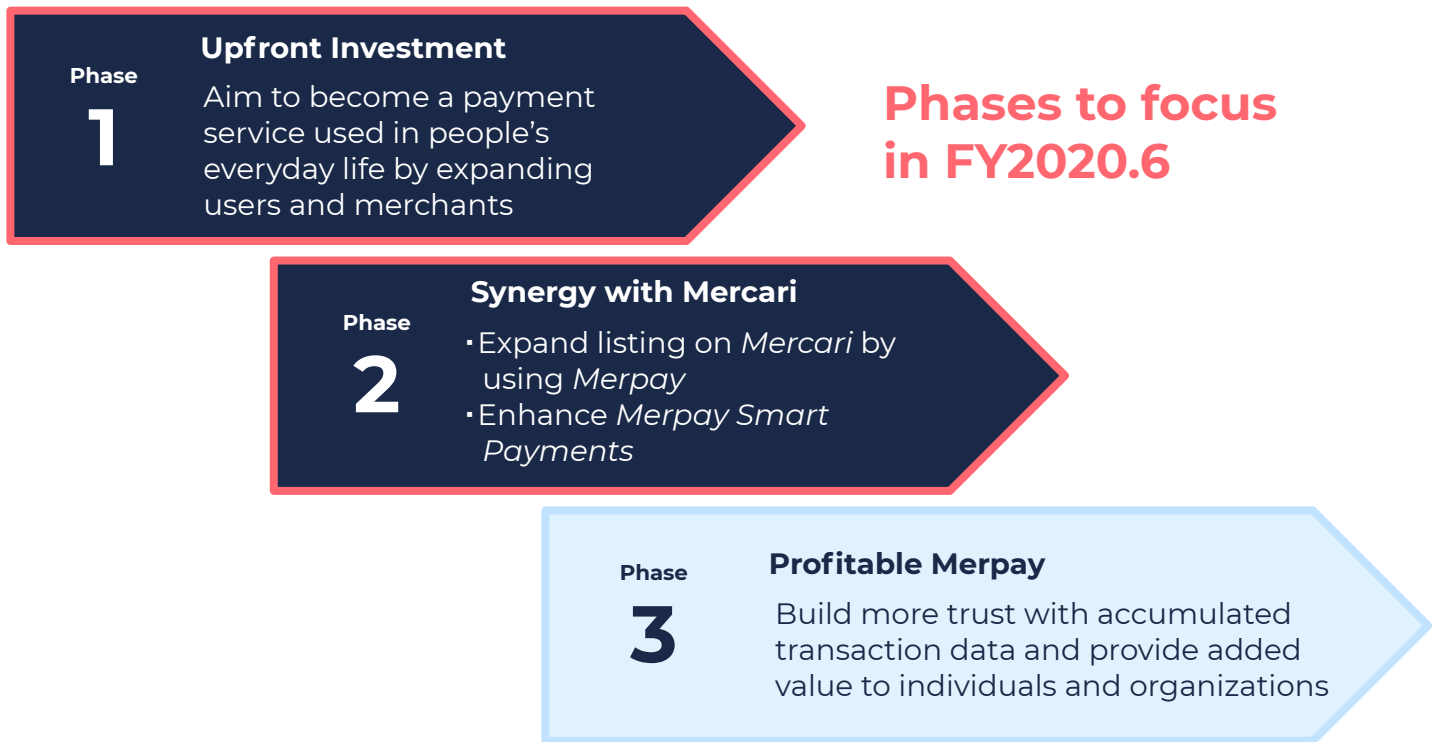 Phase
1
Upfront Investment
Aim to become a payment
service used in people's
everyday life by expanding
users and merchants
Phases to focus
in FY2020.6
Phase
2
Synergy with Mercari
・Expand listing on Mercari by
using Merpay
・Enhance Merpay Smart
Payments
Phase
3
Profitable Merpay
Build more trust with accumulated
transaction data and provide added
value to individuals and organizations